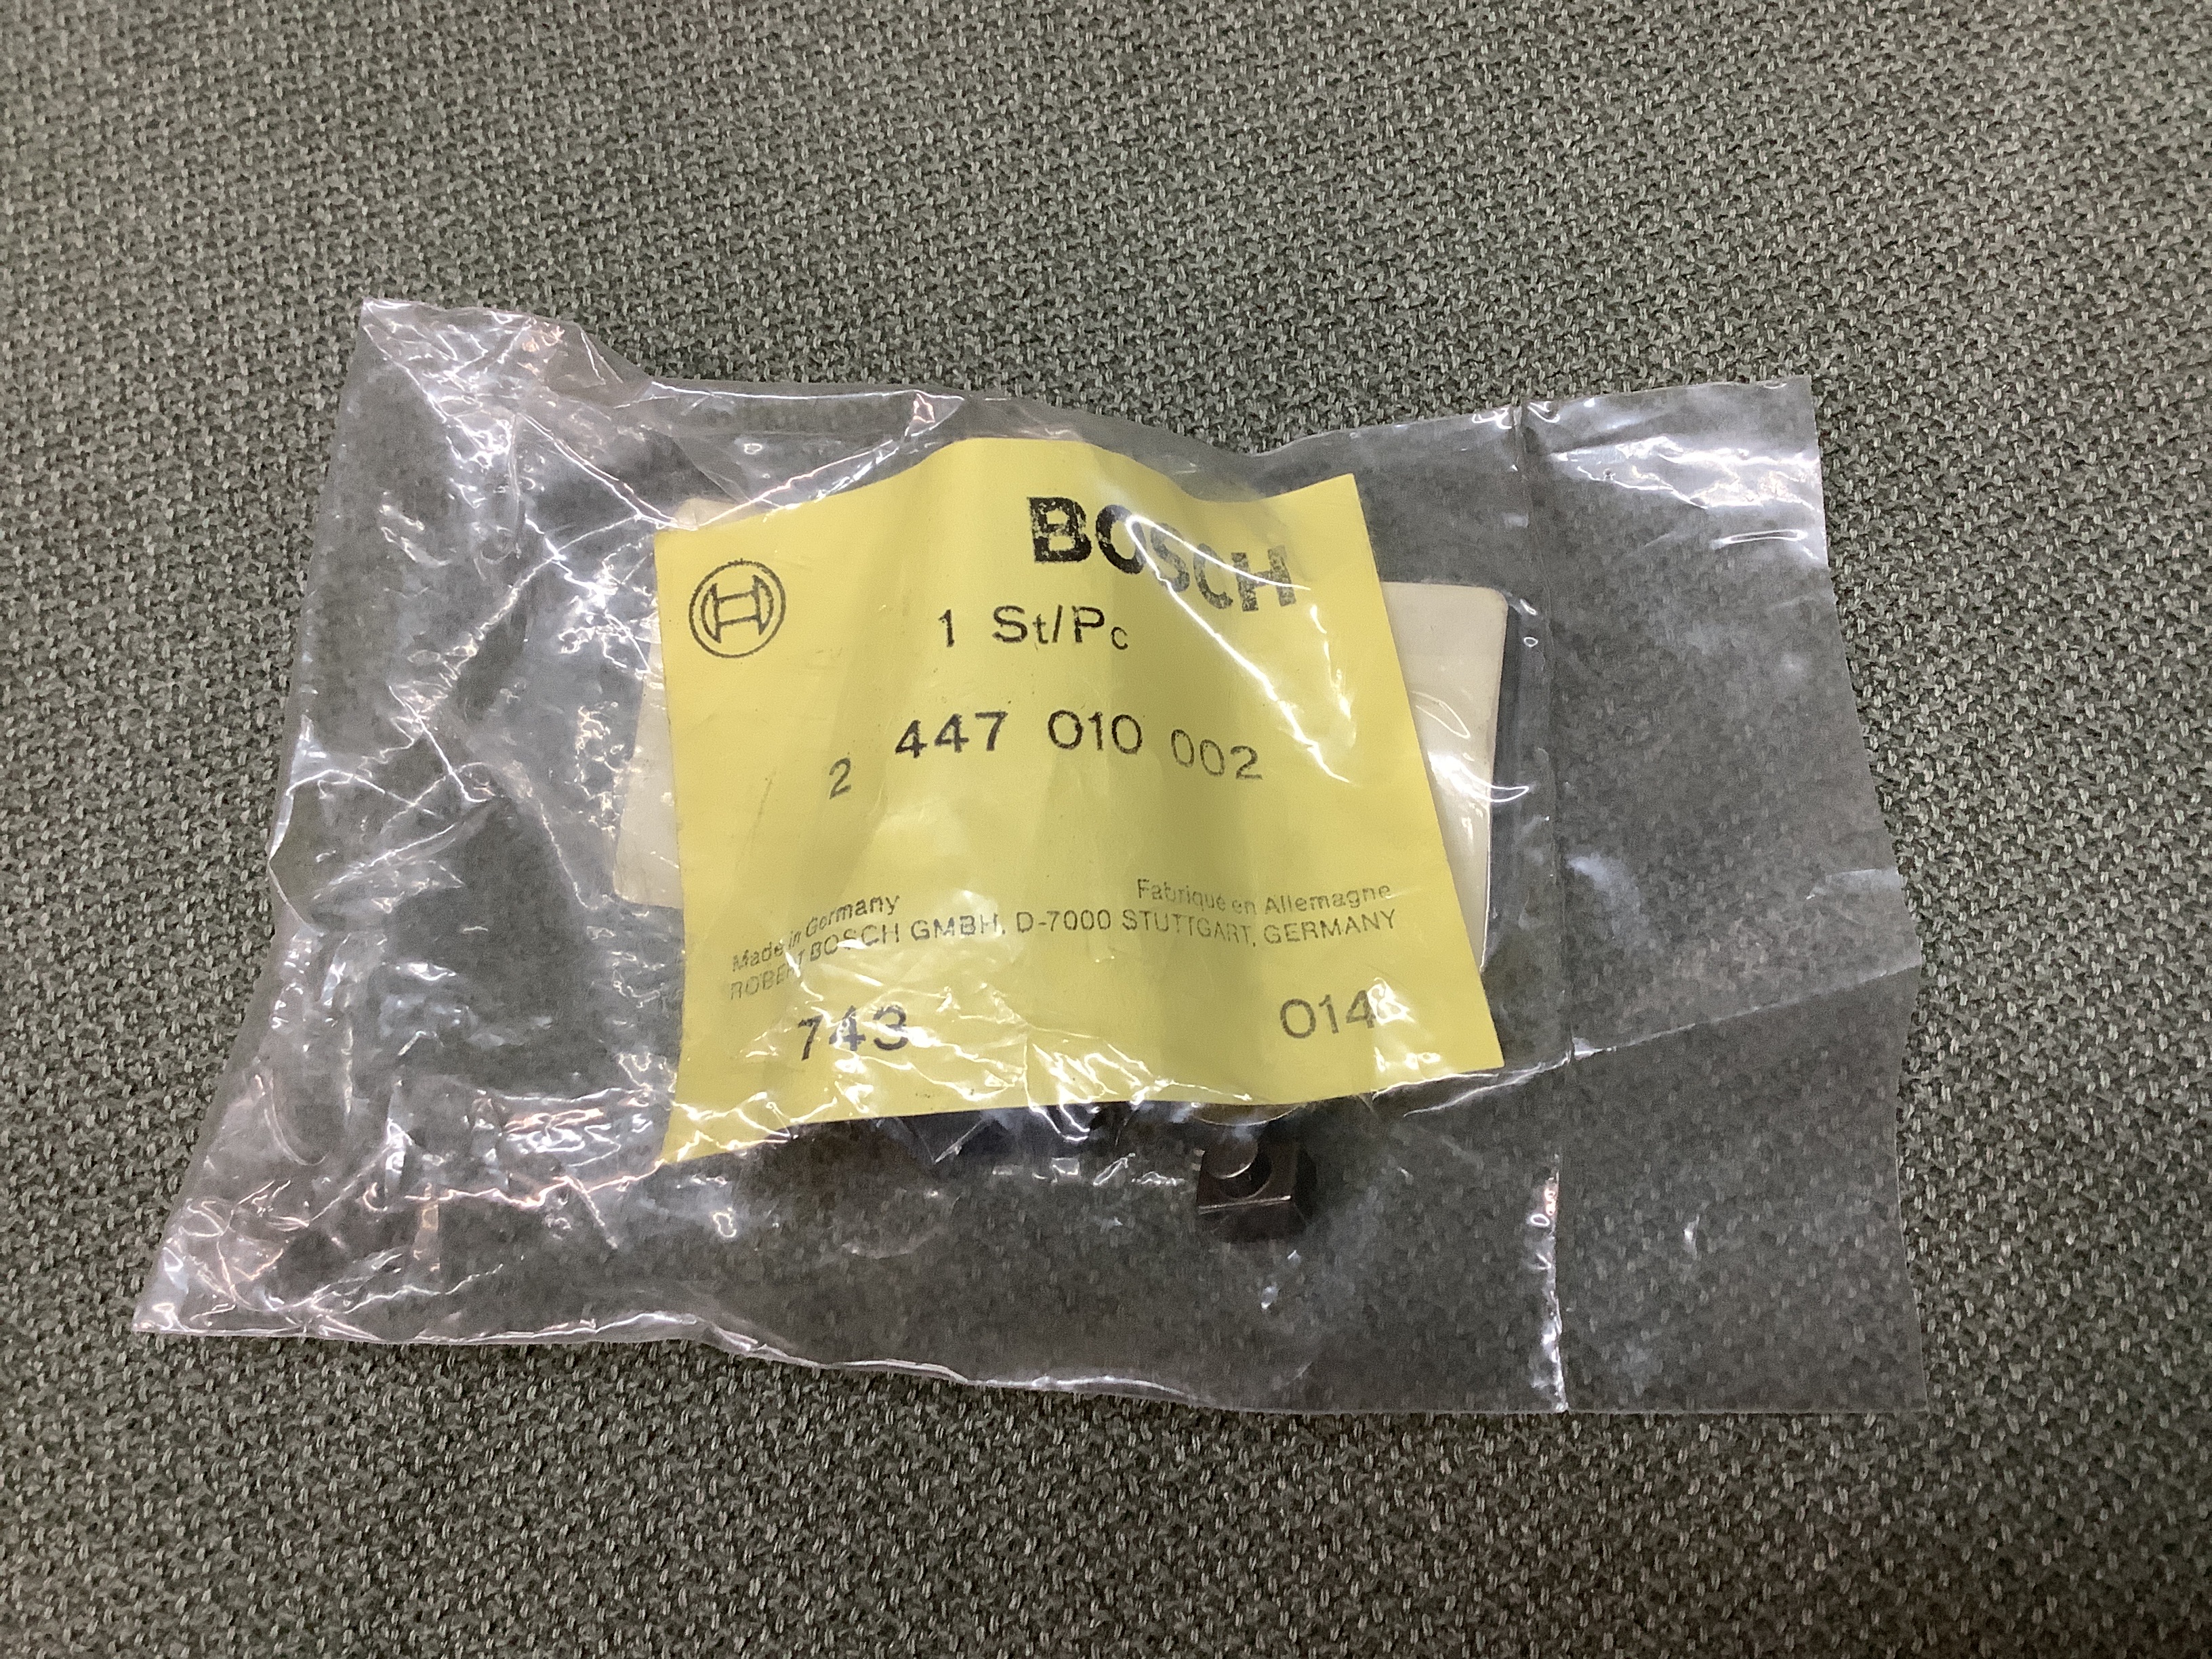 BOSCH
1 St/Pc
2 447 010 002
Made in Germany Fabriqué en Allemagne
ROBERT BOSCH GMBH, D-7000 STUTTGART, GERMANY
743 014